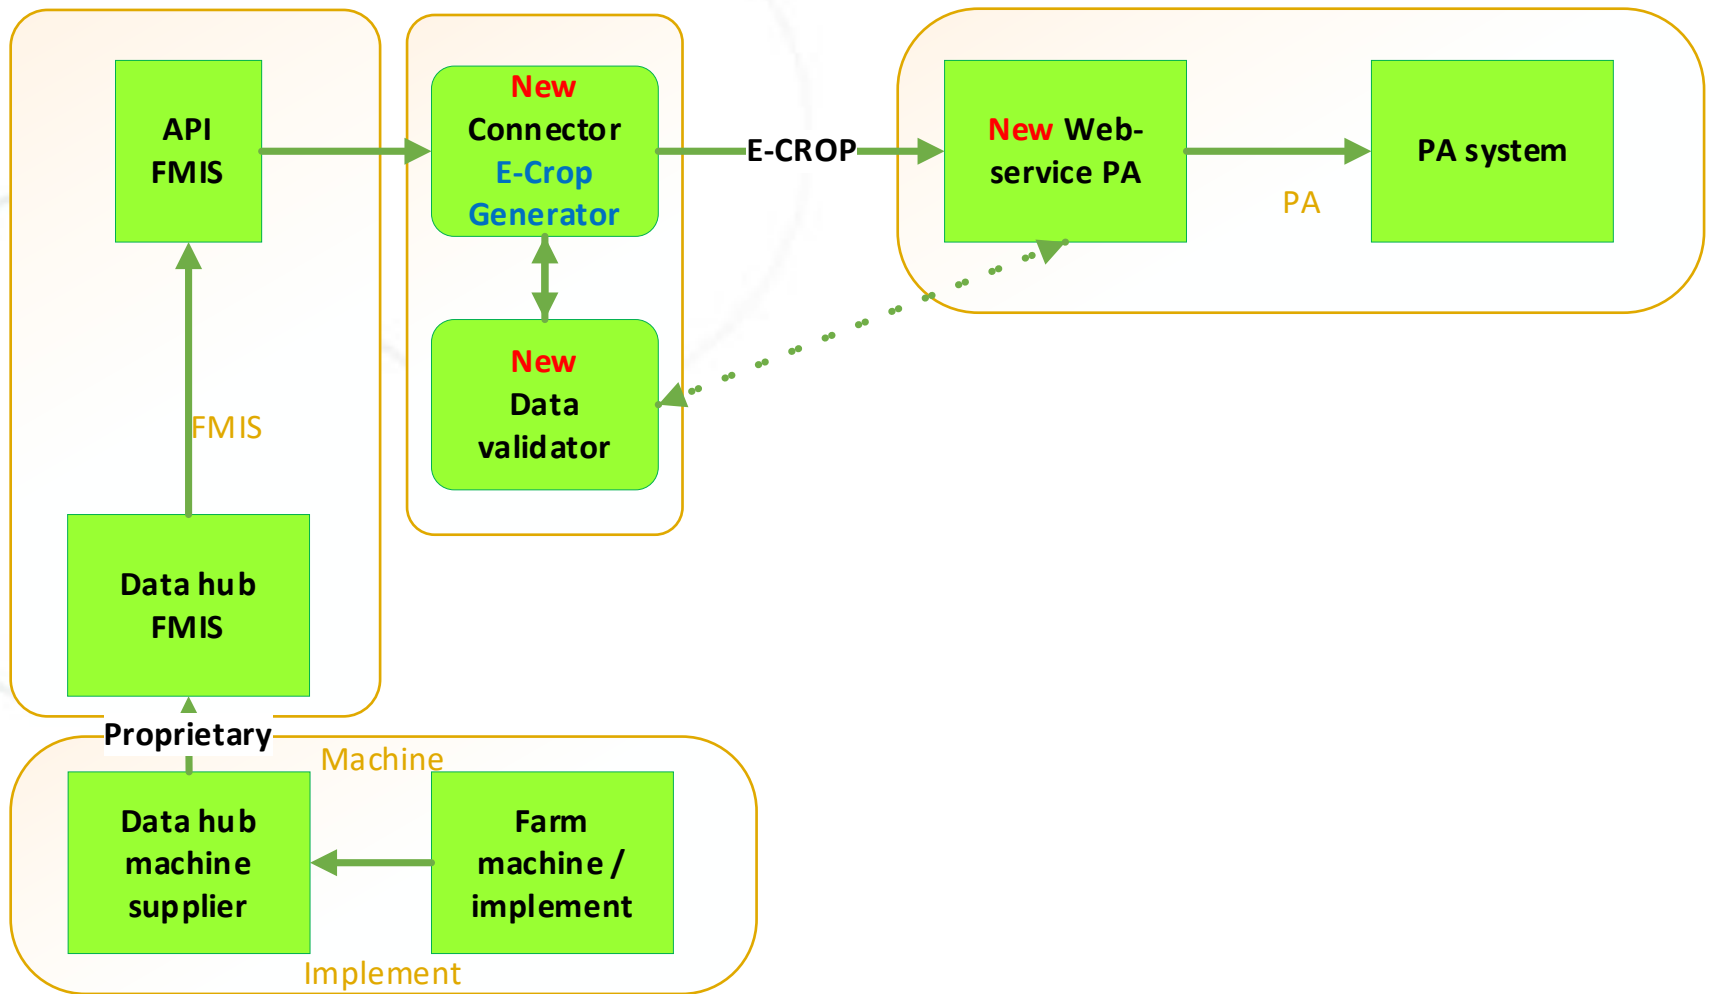 API
FMIS
New
Connector
E-Crop
Generator
E-CROP
New Web-
service PA
PA
PA system
New
Data
validator
FMIS
Data hub
FMIS
Proprietary
Machine
Data hub
machine
supplier
Farm
machine /
implement
Implement